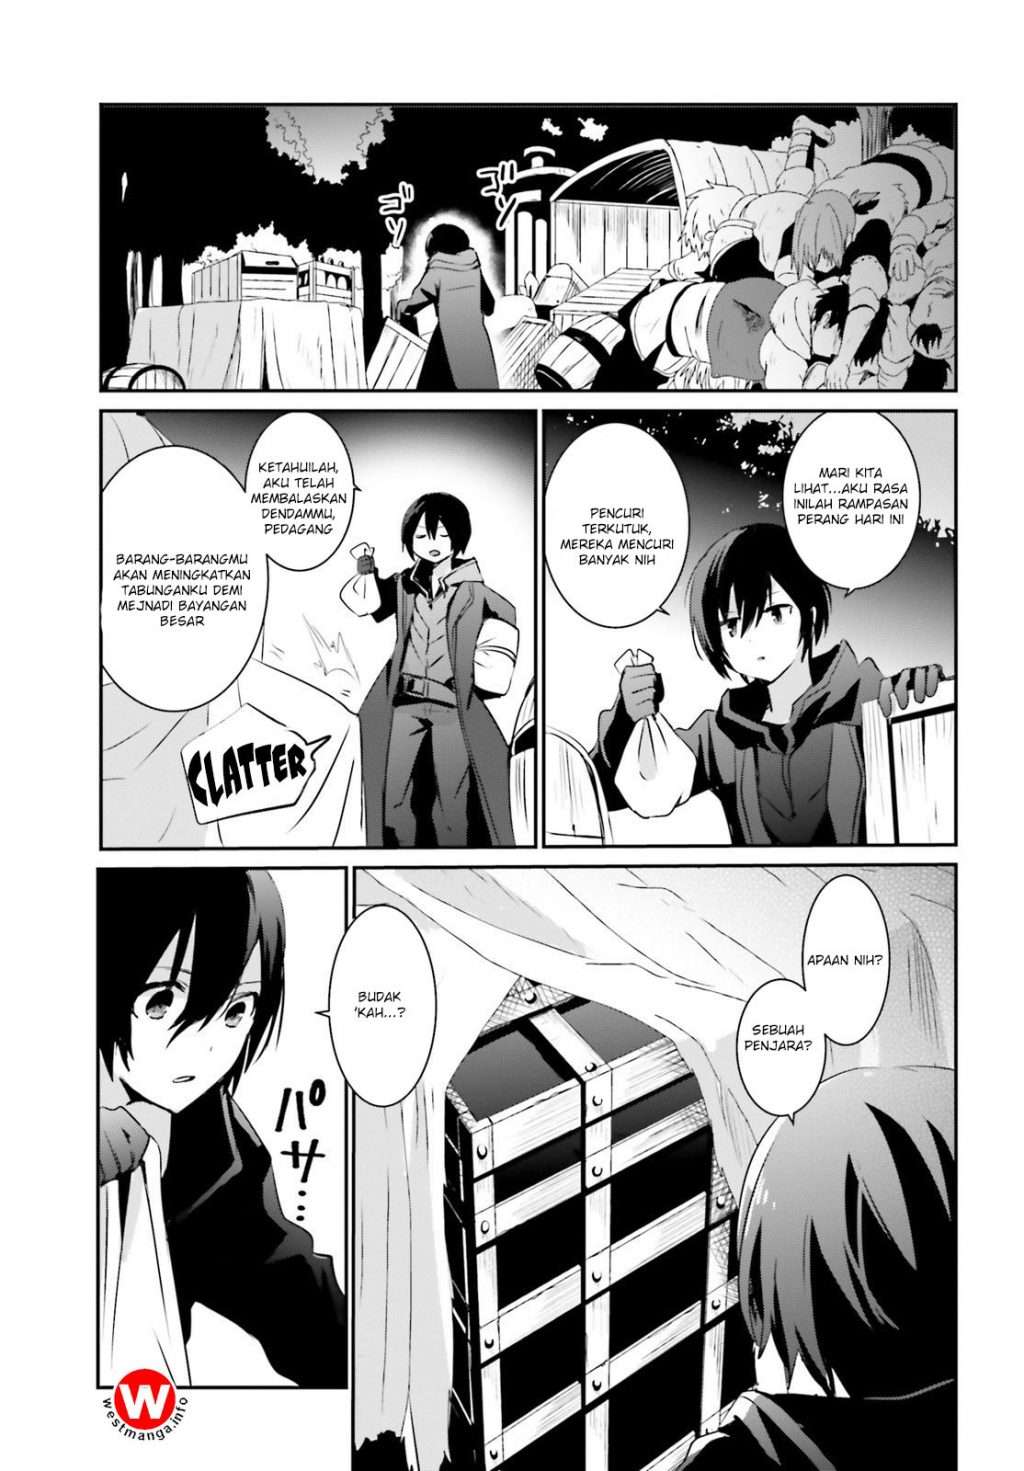 ゴソ
ゴソ
MARI KITA
LIHAT...AKU RASA
INILAH RAMPASAN
PERANG HARI INI
PENCURI
TERKUTUK,
MEREKA MENCURI
BANYAK NIH
KETAHUILAH,
AKU TELAH
MEMBALASKAN
DENDAMMU,
PEDAGANG
BARANG-BARANGMU
AKAN MENINGKATKAN
TABUNGANKU DEMI
MEJNADI BAYANGAN
BESAR
CLATTER
APAAN NIH?
SEBUAH
PENJARA?
BUDAK
'KAH...?
パサ…
W
westmanga.info